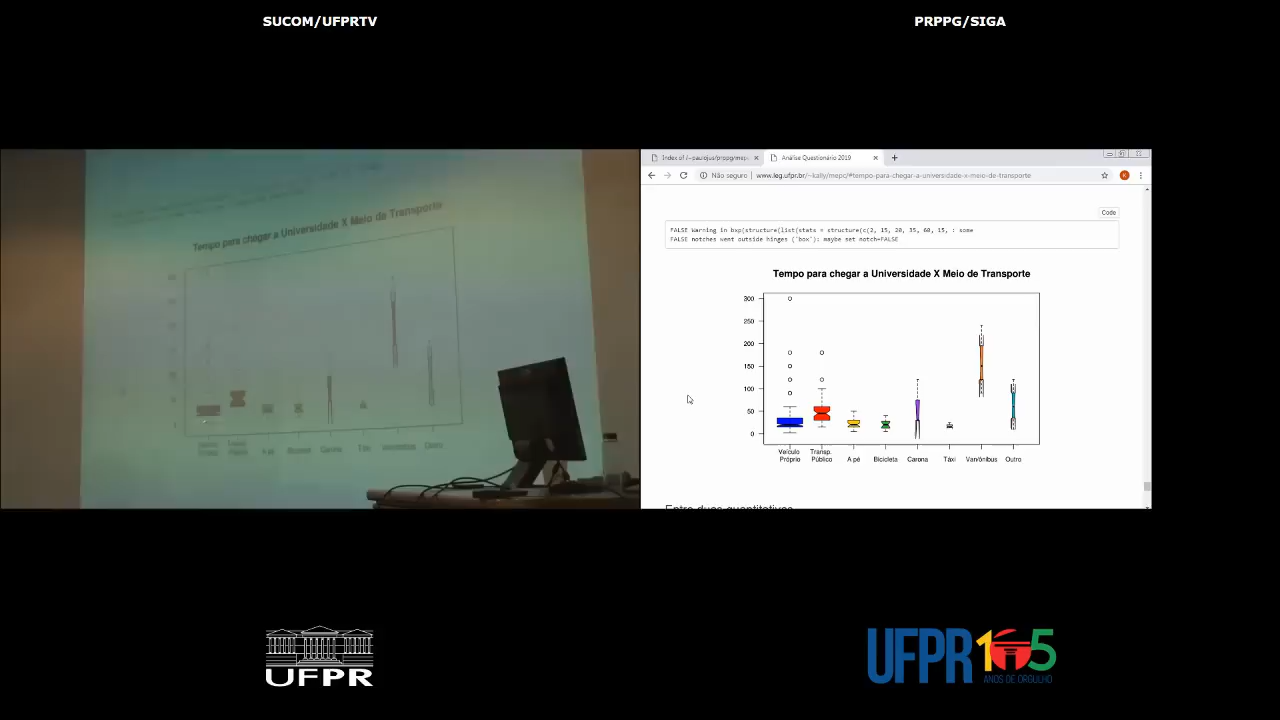 SUCOM/UFPRTV
PRPPG/SIGA
Tempo para chegar a Universidade X Meio de Transporte
Análise Questionário 2019
Não seguro
www.leg.ufpr.br/~kally/mepc/#tempo-para-chegar-a-universidade-x-meio-de-transporte
Code
FALSE Warning in bxp(structure(list(stats = structure(c(2, 15, 20, 35, 60, 15, : some
FALSE notches went outside hinges ('box'): maybe set notch=FALSE
Tempo para chegar a Universidade X Meio de Transporte
300
250
200
150
100
50
0
Veículo Próprio
Transp. Público
A pé
Bicicleta
Carona
Táxi
Van/ônibus
Outro
Entre duas quantitativas
UFPR
UFPR 105
ANOS DE ORGULHO